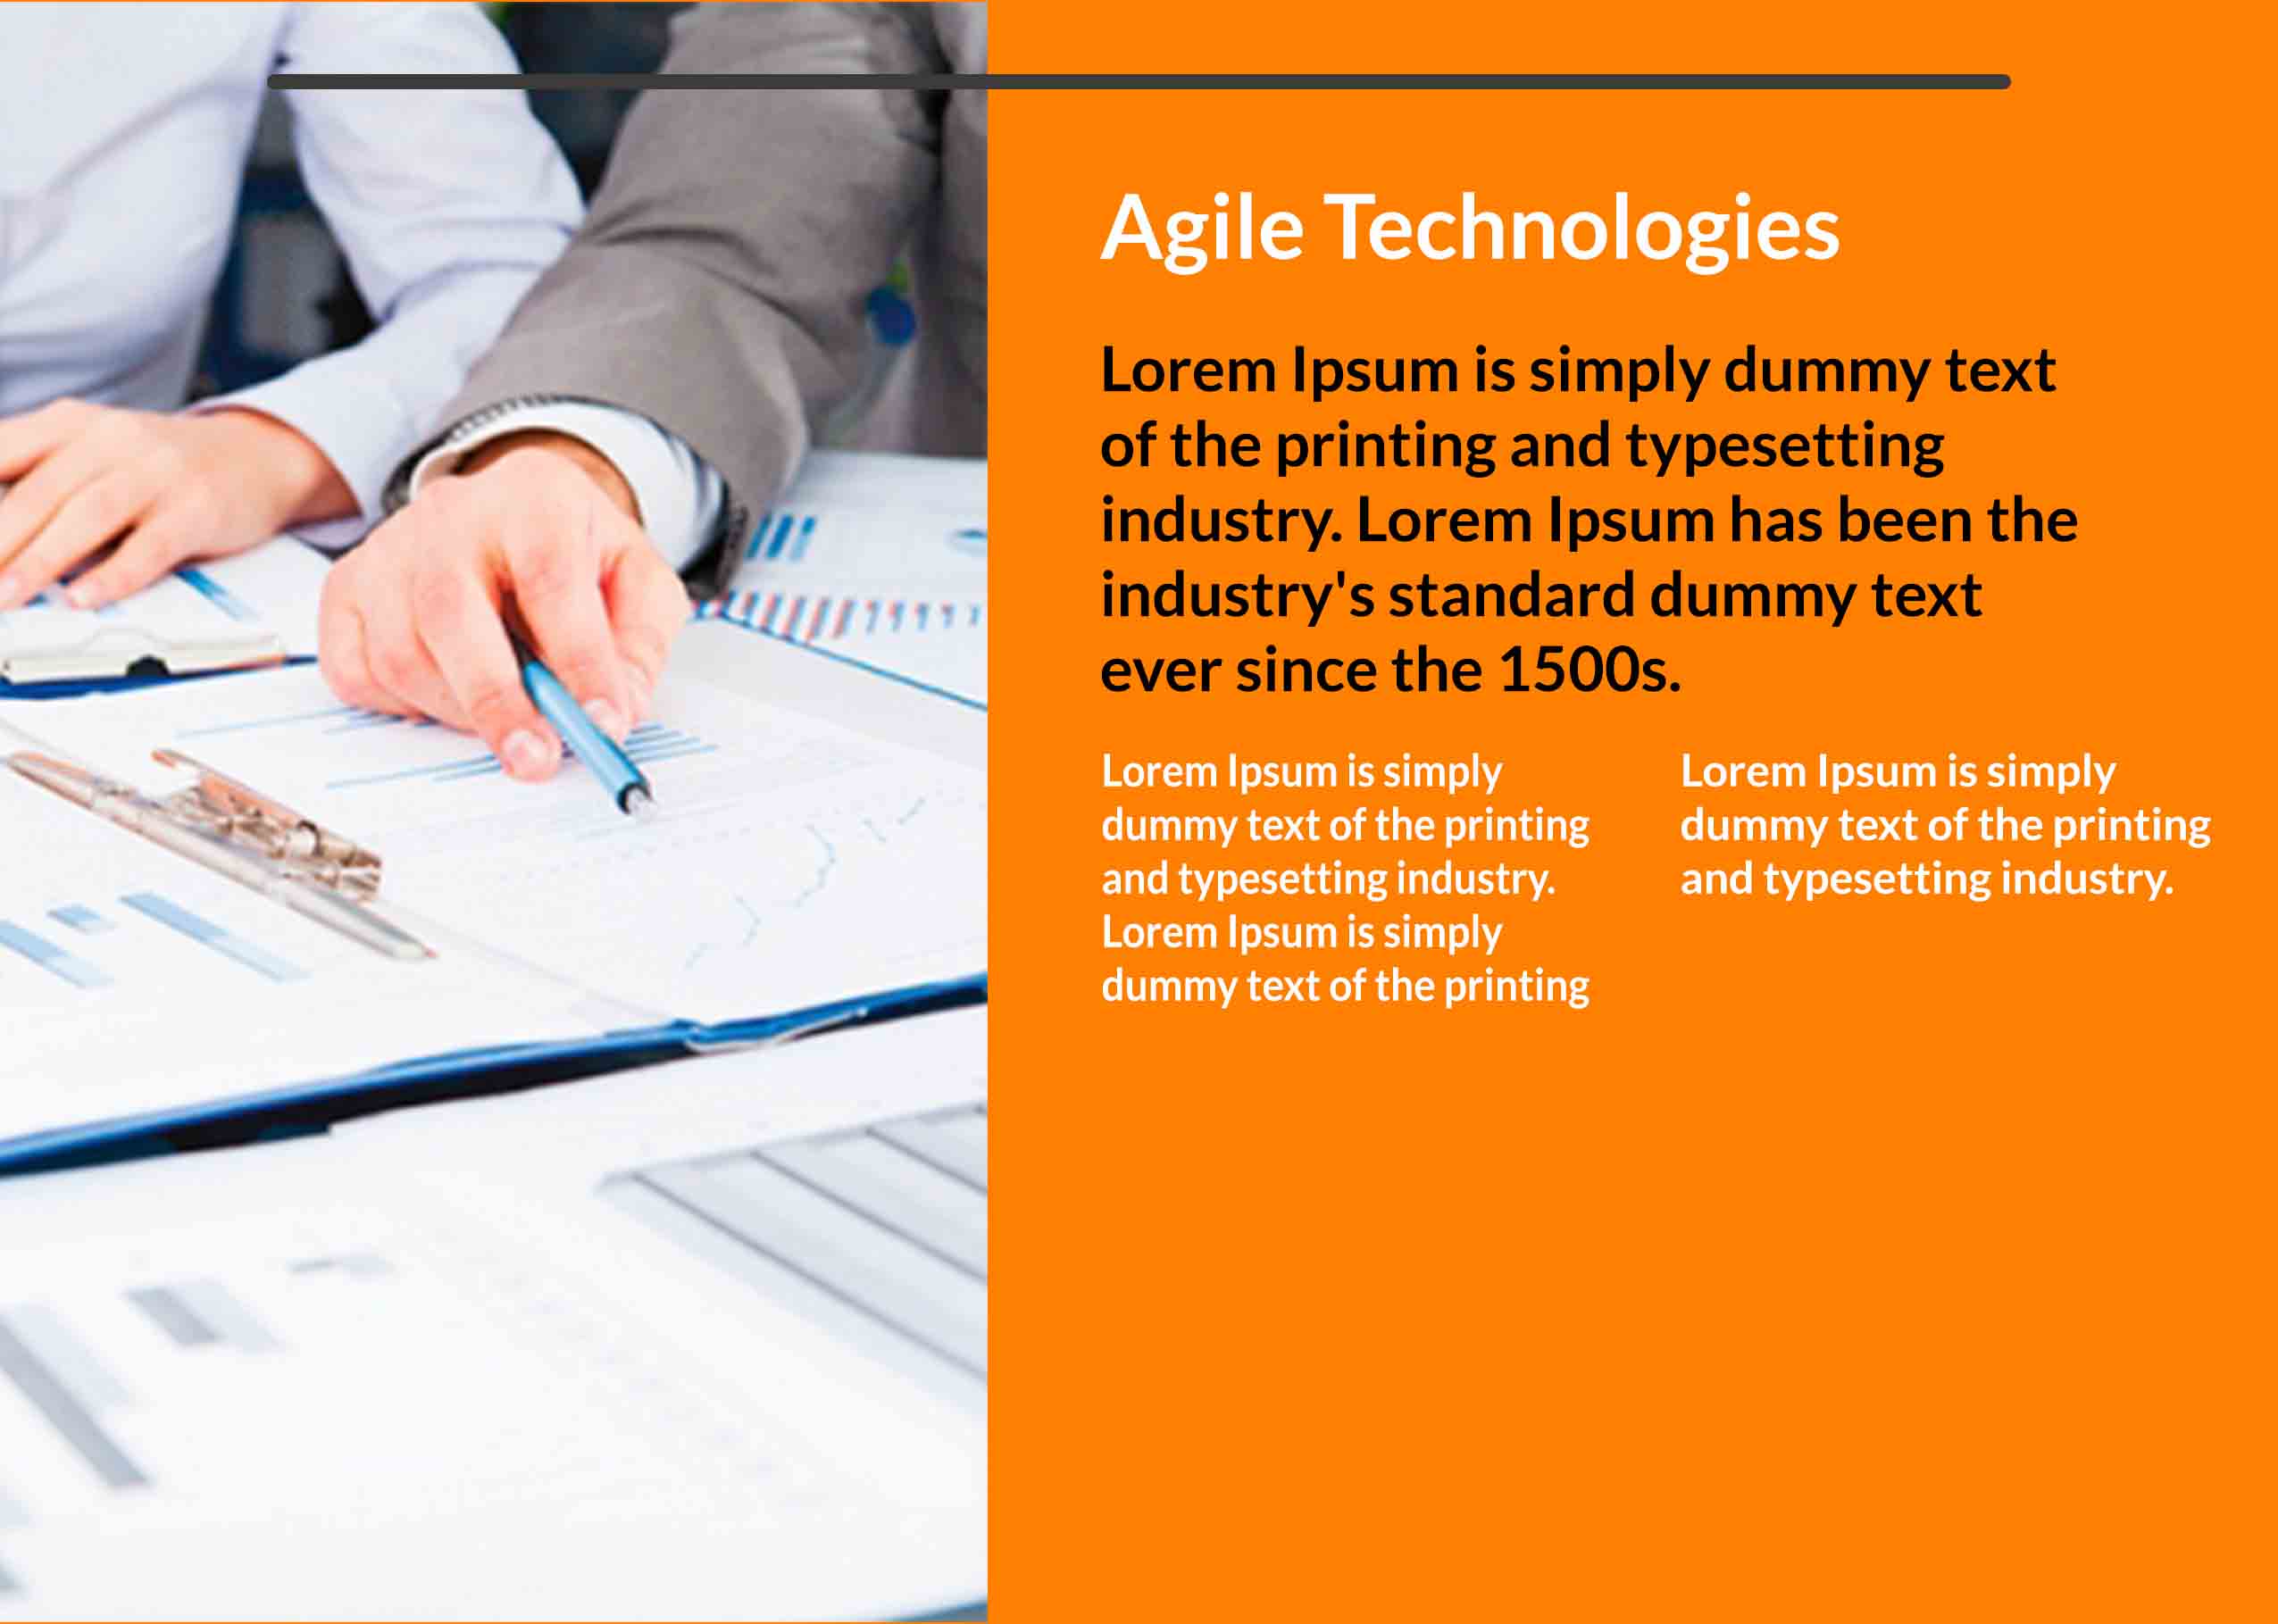 Agile Technologies
Lorem Ipsum is simply dummy text
of the printing and typesetting
industry. Lorem Ipsum has been the
industry's standard dummy text
ever since the 1500s.
Lorem Ipsum is simply
dummy text of the printing
and typesetting industry.
Lorem Ipsum is simply
dummy text of the printing
Lorem Ipsum is simply
dummy text of the printing
and typesetting industry.